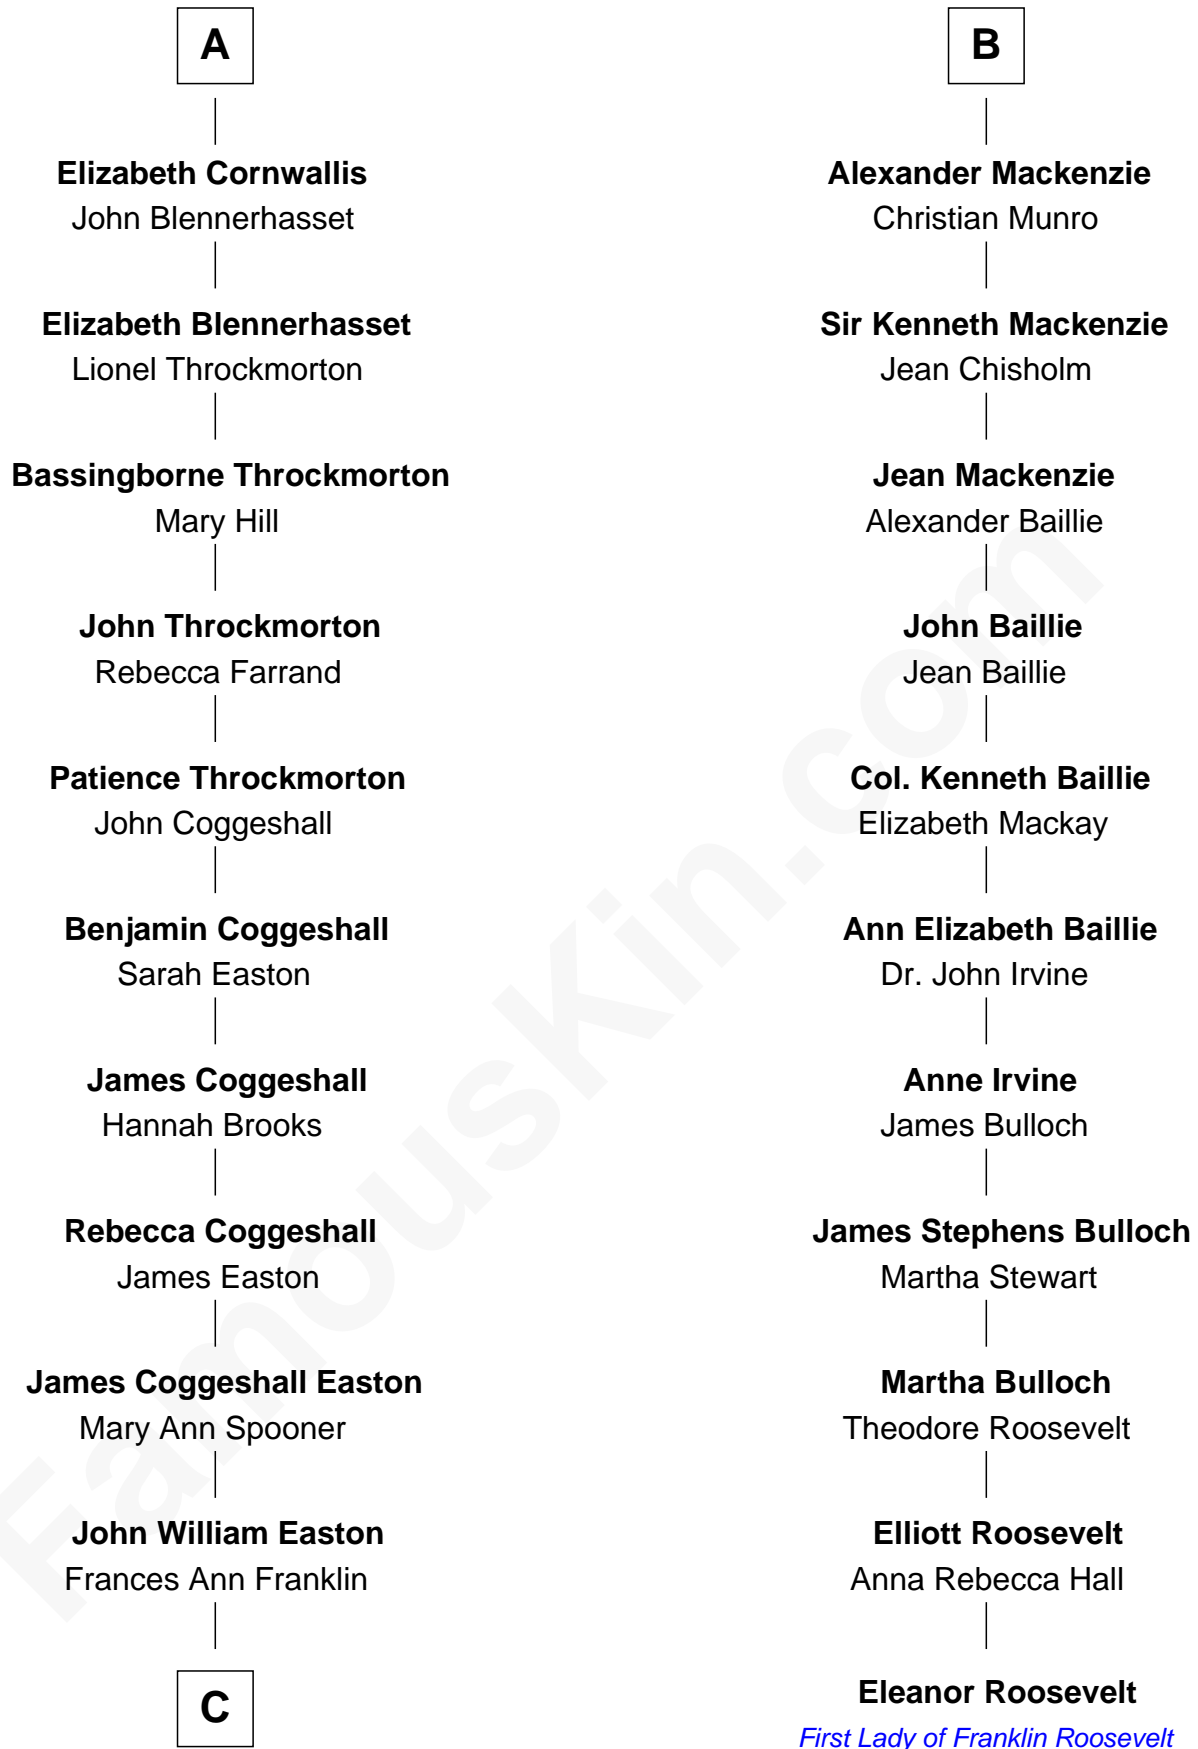 A
Elizabeth Cornwallis
John Blennerhasset
Elizabeth Blennerhasset
Lionel Throckmorton
Bassingborne Throckmorton
Mary Hill
John Throckmorton
Rebecca Farrand
Patience Throckmorton
John Coggeshall
Benjamin Coggeshall
Sarah Easton
James Coggeshall
Hannah Brooks
Rebecca Coggeshall
James Easton
James Coggeshall Easton
Mary Ann Spooner
John William Easton
Frances Ann Franklin
C
B
Alexander Mackenzie
Christian Munro
Sir Kenneth Mackenzie
Jean Chisholm
Jean Mackenzie
Alexander Baillie
John Baillie
Jean Baillie
Col. Kenneth Baillie
Elizabeth Mackay
Ann Elizabeth Baillie
Dr. John Irvine
Anne Irvine
James Bulloch
James Stephens Bulloch
Martha Stewart
Martha Bulloch
Theodore Roosevelt
Elliott Roosevelt
Anna Rebecca Hall
Eleanor Roosevelt
First Lady of Franklin Roosevelt
FamousKin.com